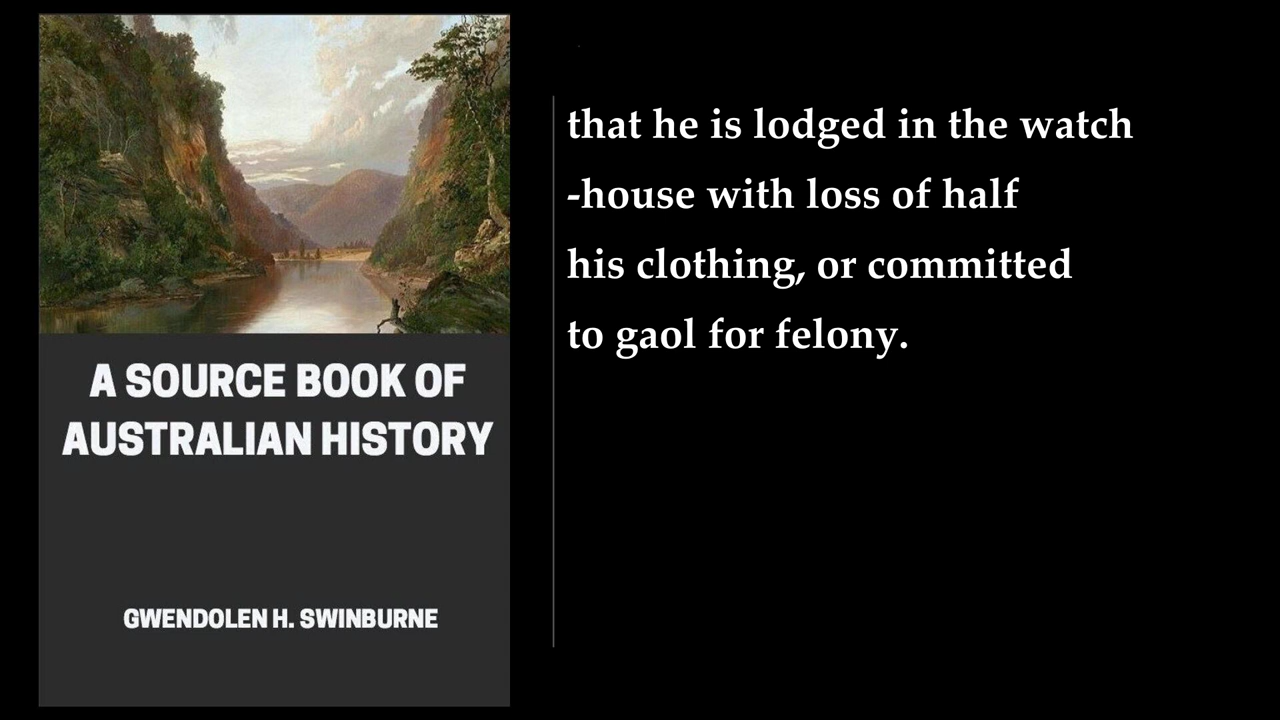 A SOURCE BOOK OF
AUSTRALIAN HISTORY
GWENDOLEN H. SWINBURNE
that he is lodged in the watch
-house with loss of half
his clothing, or committed
to gaol for felony.